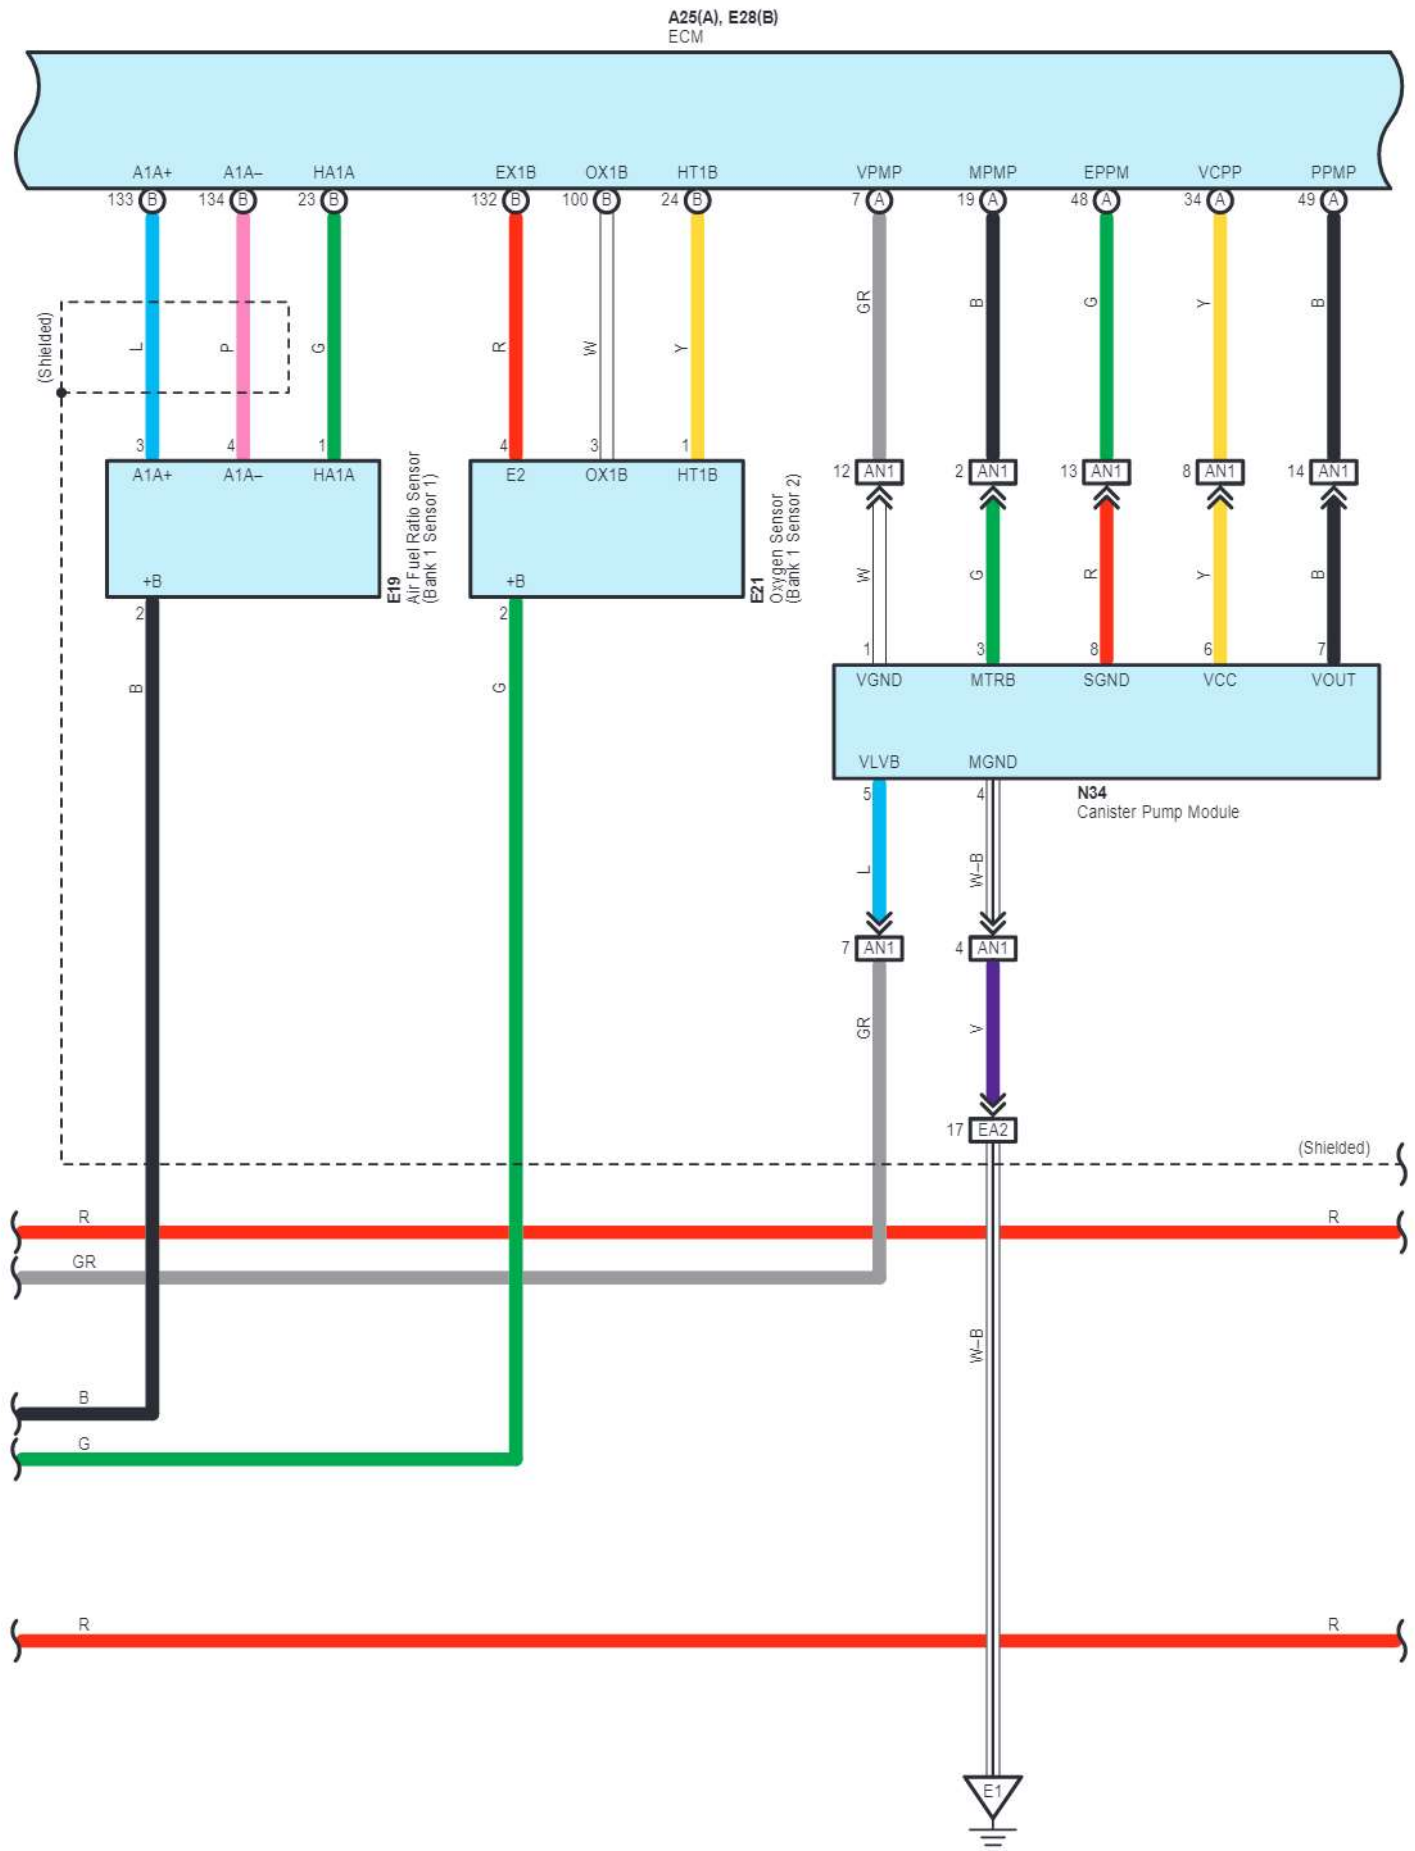 A25(A), E28(B)
ECM
A1A+ A1A– HA1A EX1B OX1B HT1B VPMP MPMP EPPM VCPP PPMP
133 B 134 B 23 B 132 B 100 B 24 B 7 A 19 A 48 A 34 A 49 A
(Shielded)
L P G R W Y GR B G Y B
3 4 1 4 3 1 12 AN1 2 AN1 13 AN1 8 AN1 14 AN1
A1A+ A1A– HA1A E2 OX1B HT1B
+B +B
E19
Air Fuel Ratio Sensor
(Bank 1 Sensor 1)
E21
Oxygen Sensor
(Bank 1 Sensor 2)
W G R Y B
2 2
1 3 8 6 7
B G
VGND MTRB SGND VCC VOUT
VLVB MGND
5 4
N34
Canister Pump Module
L W–B
7 AN1 4 AN1
GR V
17 EA2
(Shielded)
R R
GR
W–B
B
G
R R
E1